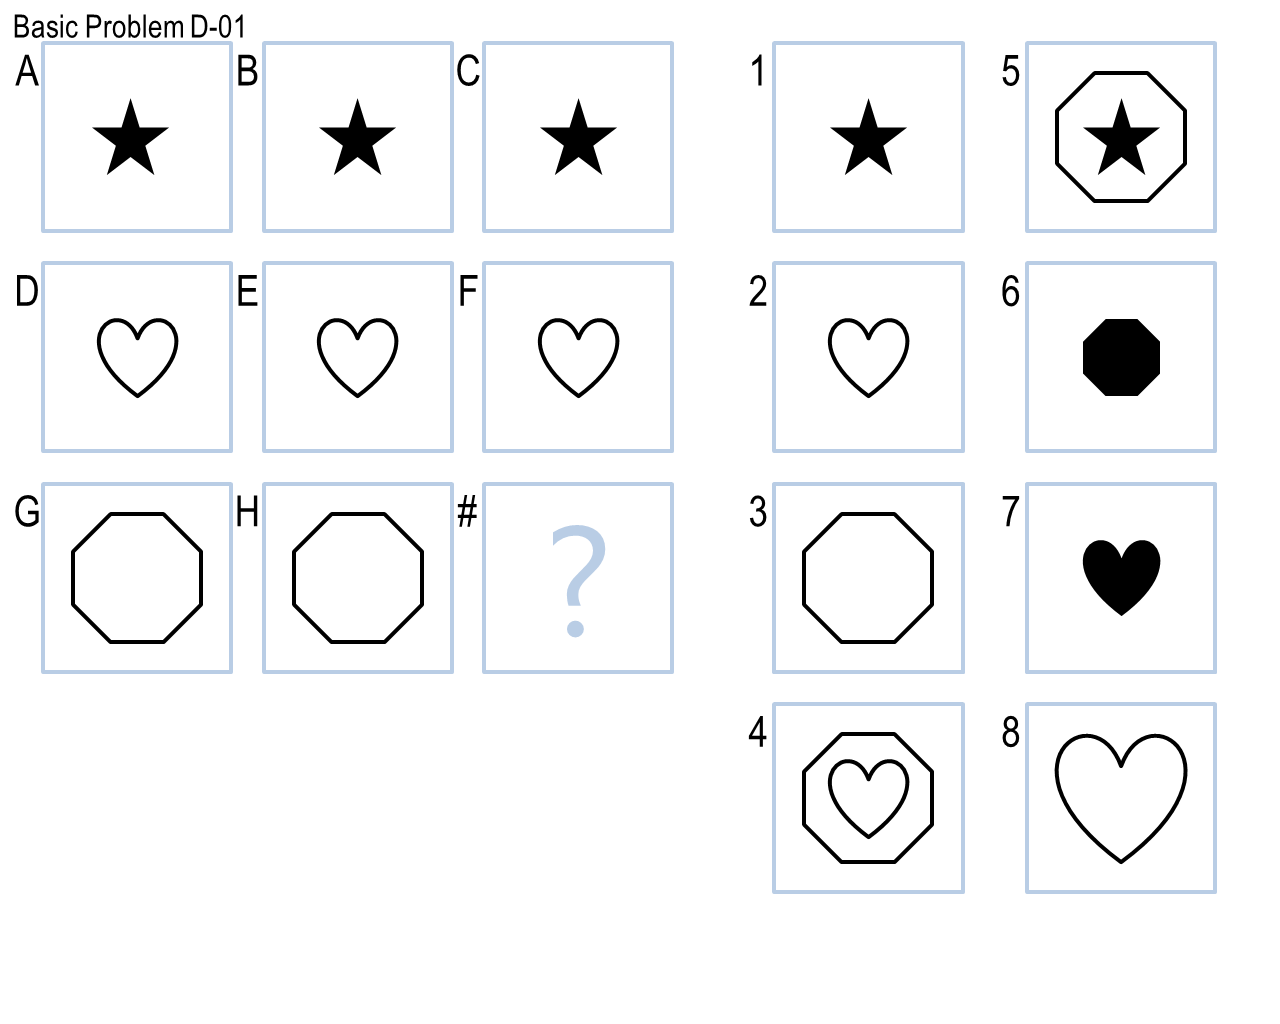 Basic Problem D-01
A B C 1 5
D E F 2 6
G H # ? 3 7
4 8